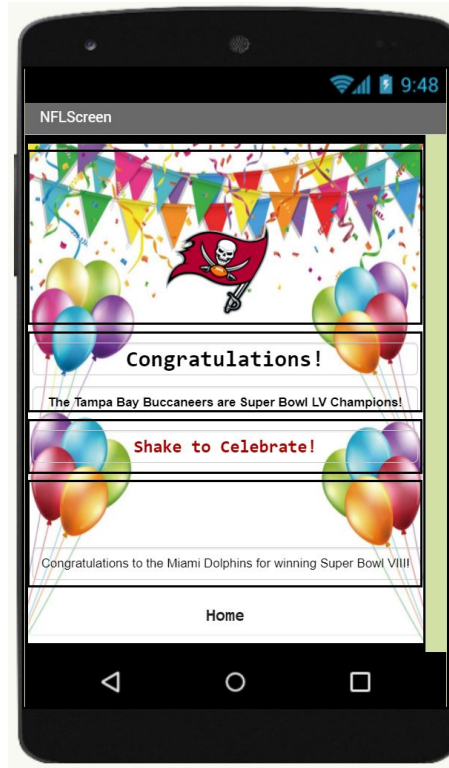 9:48
NFLScreen
Congratulations!
The Tampa Bay Buccaneers are Super Bowl LV Champions!
Shake to Celebrate!
Congratulations to the Miami Dolphins for winning Super Bowl VIII!
Home